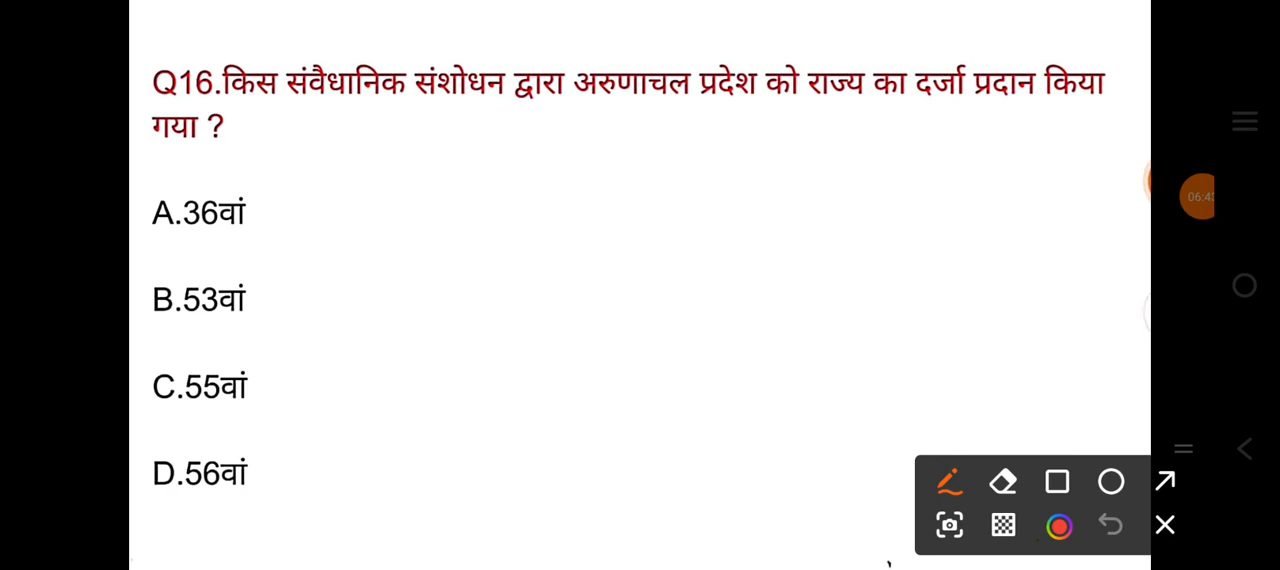 Q16.किस संवैधानिक संशोधन द्वारा अरुणाचल प्रदेश को राज्य का दर्जा प्रदान किया
गया ?
A.36वां
B.53वां
C.55वां
D.56वां